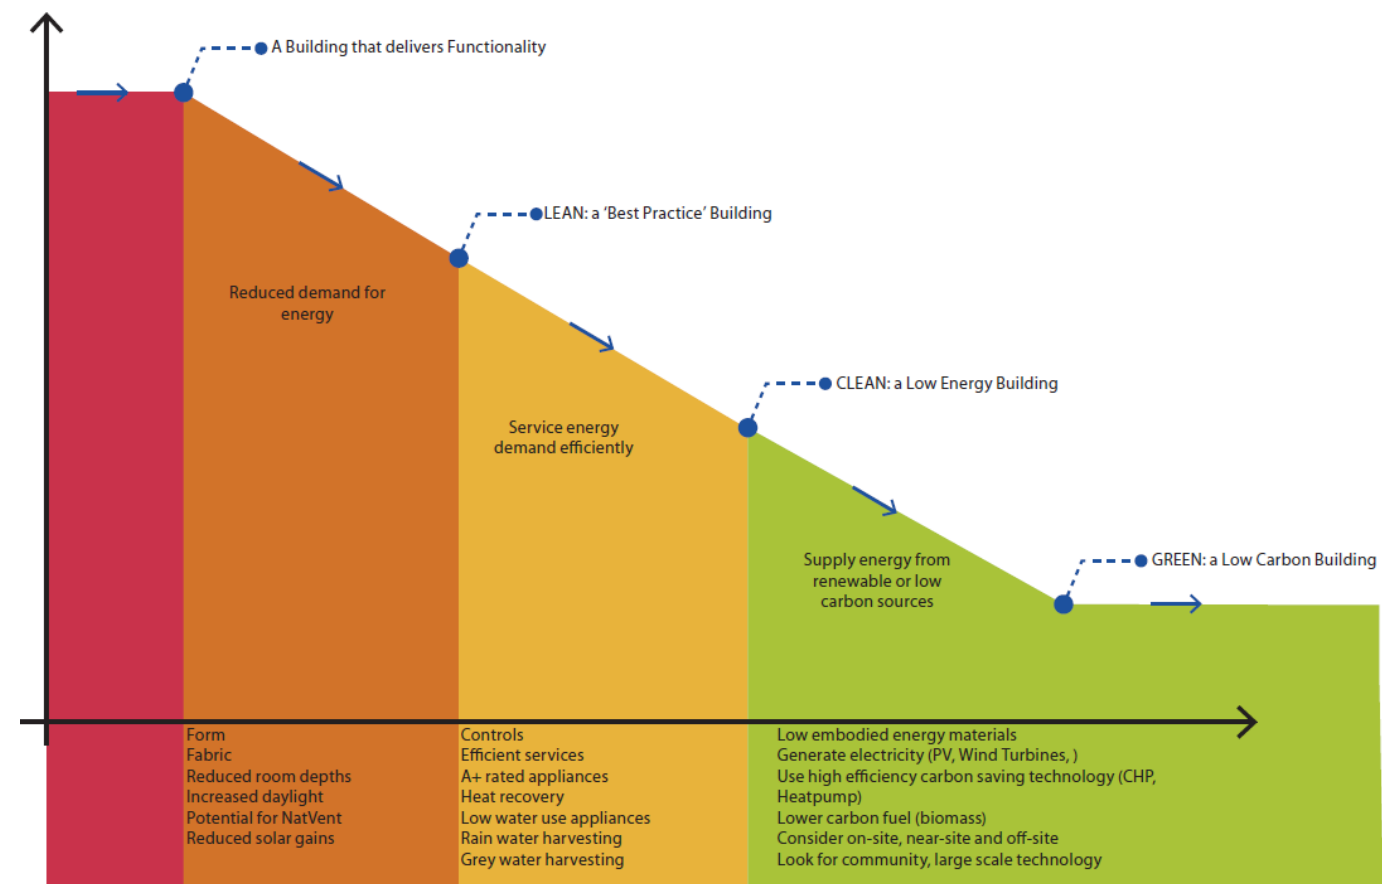 A Building that delivers Functionality
LEAN: a ‘Best Practice’ Building
Reduced demand for
energy
CLEAN: a Low Energy Building
Service energy
demand efficiently
GREEN: a Low Carbon Building
Supply energy from
renewable or low
carbon sources
Form
Fabric
Reduced room depths
Increased daylight
Potential for NatVent
Reduced solar gains
Controls
Efficient services
A+ rated appliances
Heat recovery
Low water use appliances
Rain water harvesting
Grey water harvesting
Low embodied energy materials
Generate electricity (PV, Wind Turbines, )
Use high efficiency carbon saving technology (CHP,
Heatpump)
Lower carbon fuel (biomass)
Consider on-site, near-site and off-site
Look for community, large scale technology